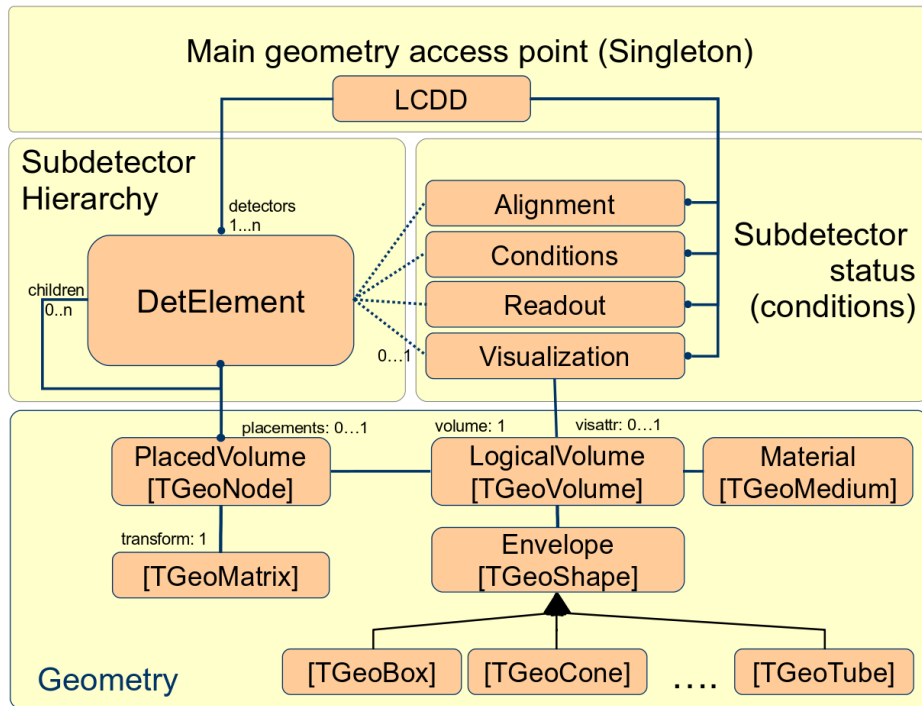 Main geometry access point (Singleton)
LCDD
Subdetector
Hierarchy
detectors
1...n
children
0..n
DetElement
Alignment
Conditions
Readout
0…1
Visualization
Subdetector
status
(conditions)
placements: 0…1
volume: 1
visattr: 0…1
PlacedVolume
[TGeoNode]
LogicalVolume
[TGeoVolume]
Material
[TGeoMedium]
transform: 1
[TGeoMatrix]
Envelope
[TGeoShape]
[TGeoBox]
[TGeoCone]
….
[TGeoTube]
Geometry